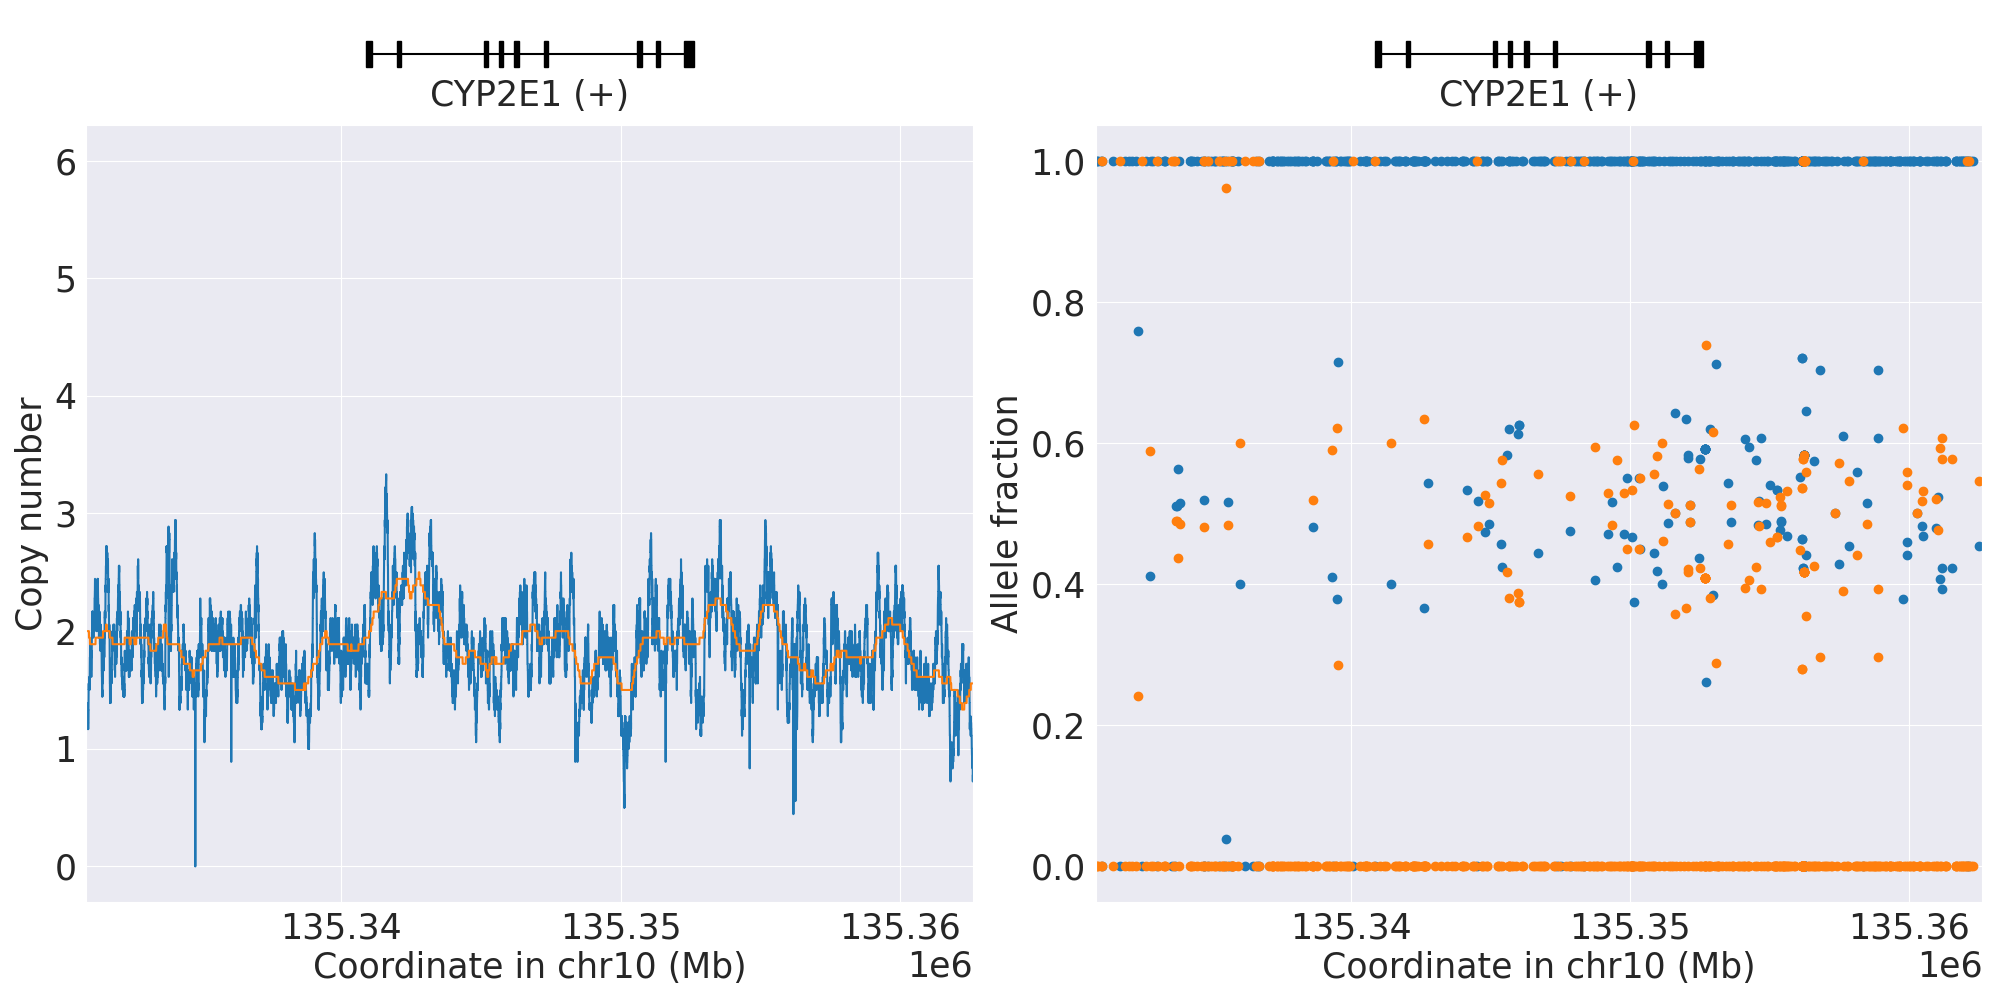 CYP2E1 (+)
6
5
4
3
2
1
0
Copy number
135.34 135.35 135.36
Coordinate in chr10 (Mb)
1e6
CYP2E1 (+)
1.0
0.8
0.6
0.4
0.2
0.0
Allele fraction
135.34 135.35 135.36
Coordinate in chr10 (Mb)
1e6